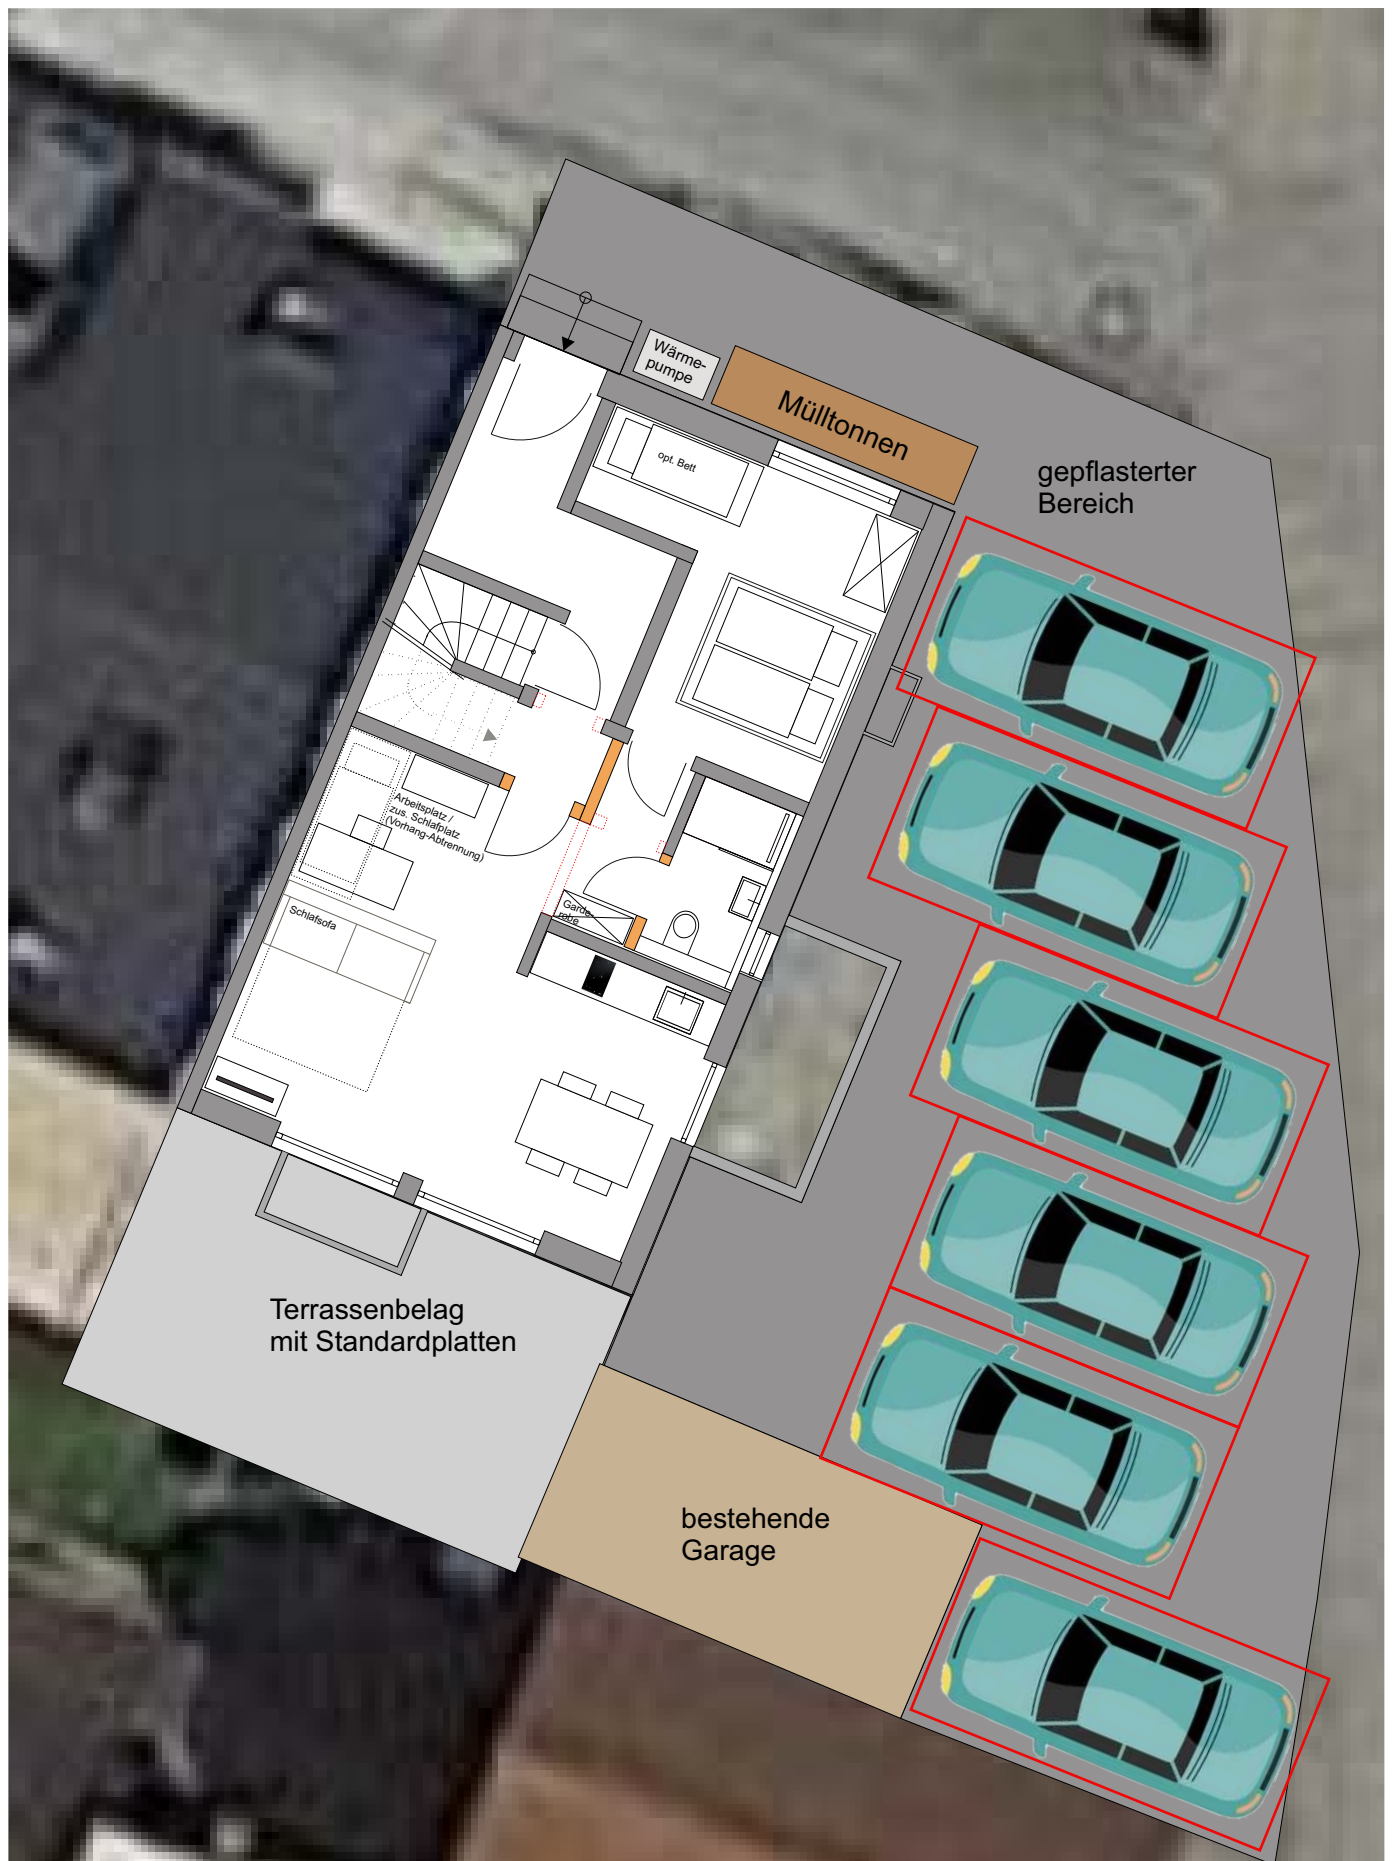 Wärme-
pumpe
Mülltonnen
gepflasterter
Bereich
opt. Bett
Arbeitsplatz /
zus. Schlafplatz
(Vorhang-Abtrennung)
Garde-
robe
Schlafsofa
Terrassenbelag
mit Standardplatten
bestehende
Garage